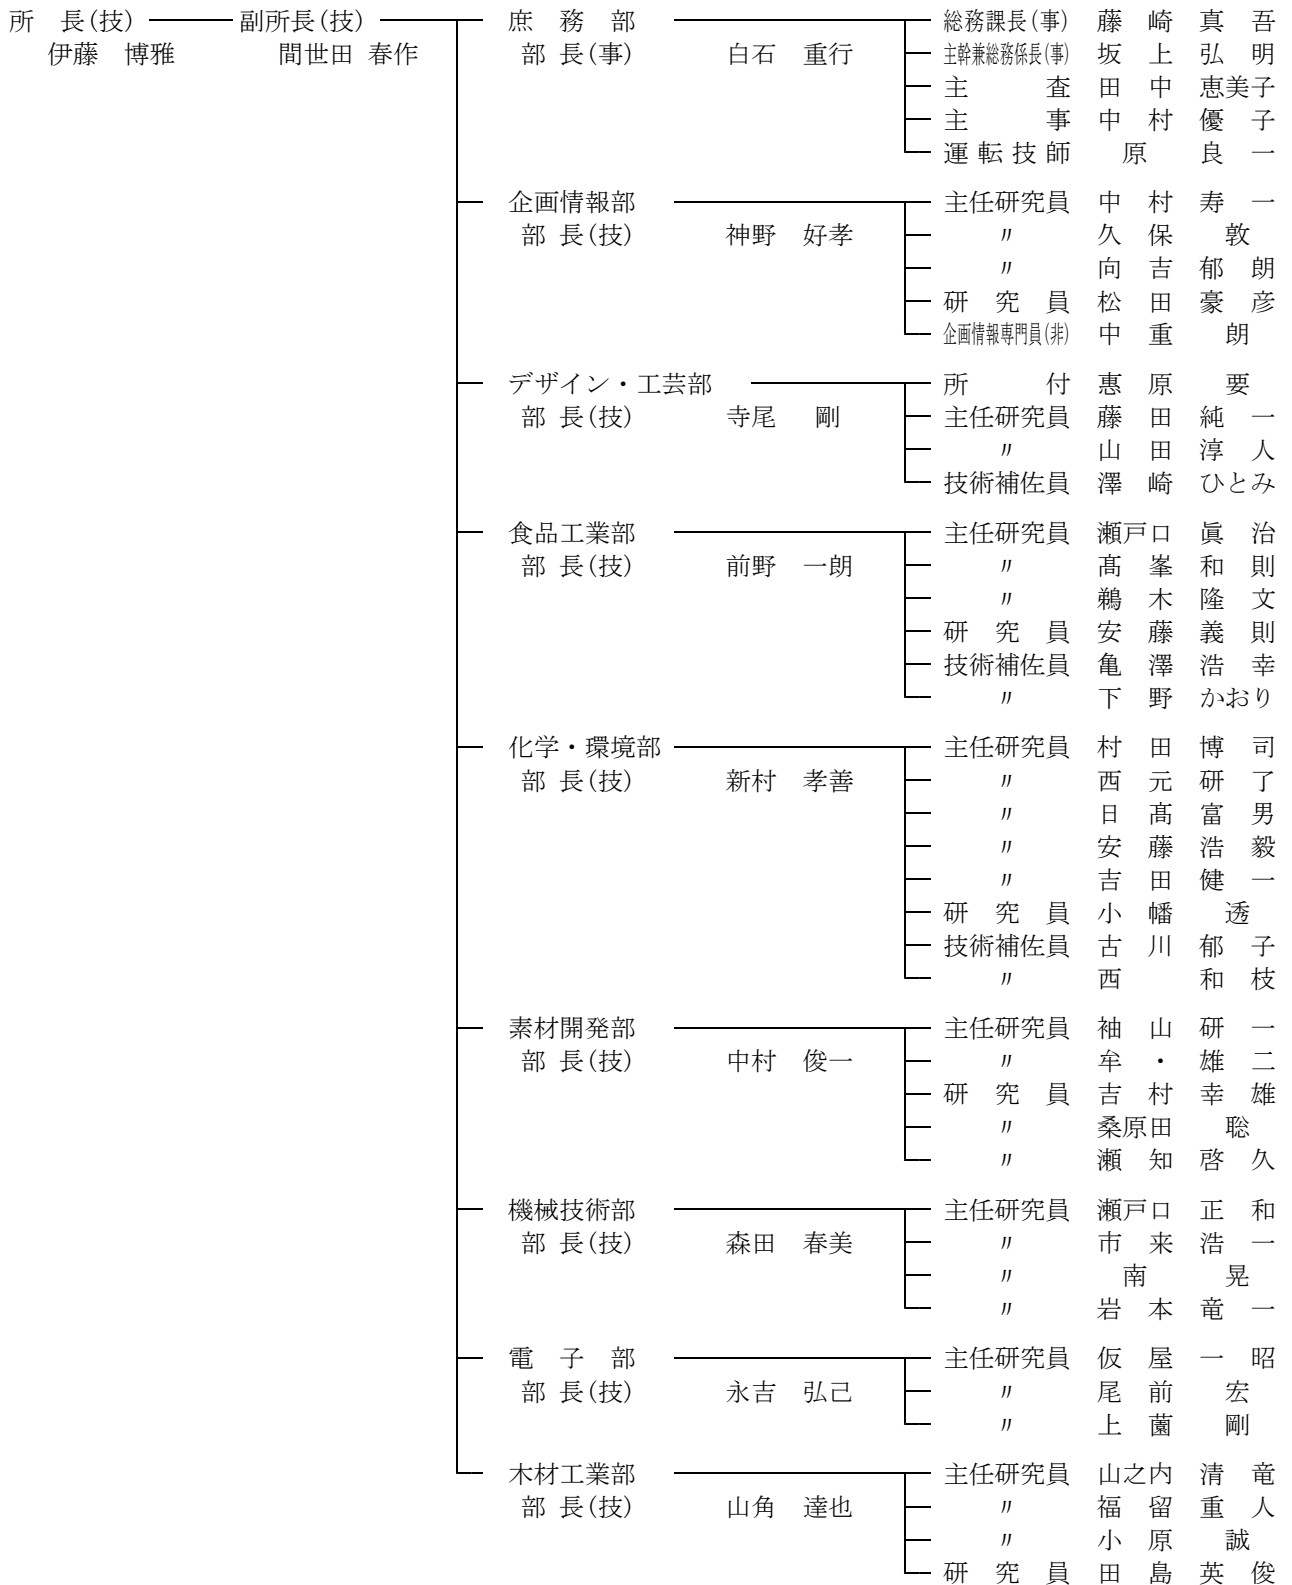 所　長(技)　副所長(技)　庶　務　部　総務課長(事)　藤　崎　真　吾
伊藤　博雅　間世田 春作　部 長(事)　白石　重行　主幹兼総務係長(事)　坂　上　弘　明
主　　　査　田　中　恵美子
主　　　事　中　村　優　子
運 転 技 師　原　　良　一
企画情報部　主任研究員　中　村　寿　一
部 長(技)　神野　好孝　〃　久　保　　敦
〃　向　吉　郁　朗
研　究　員　松　田　豪　彦
企画情報専門員(非)　中　重　　朗
デザイン・工芸部　所　　　付　惠　原　　要
部 長(技)　寺尾　剛　主任研究員　藤　田　純　一
〃　山　田　淳　人
技術補佐員　澤　崎　ひとみ
食品工業部　主任研究員　瀬戸口　眞　治
部 長(技)　前野　一朗　〃　髙　峯　和　則
〃　鵜　木　隆　文
研　究　員　安　藤　義　則
技術補佐員　亀　澤　浩　幸
〃　下　野　かおり
化学・環境部　主任研究員　村　田　博　司
部 長(技)　新村　孝善　〃　西　元　研　了
〃　日　髙　富　男
〃　安　藤　浩　毅
〃　吉　田　健　一
研　究　員　小　幡　　透
技術補佐員　古　川　郁　子
〃　西　　和　枝
素材開発部　主任研究員　袖　山　研　一
部 長(技)　中村　俊一　〃　牟　・　雄　二
研　究　員　吉　村　幸　雄
〃　桑原田　　聡
〃　瀬　知　啓　久
機械技術部　主任研究員　瀬戸口　正　和
部 長(技)　森田　春美　〃　市　来　浩　一
〃　南　　晃
〃　岩　本　竜　一
電　子　部　主任研究員　仮　屋　一　昭
部 長(技)　永吉　弘己　〃　尾　前　　宏
〃　上　薗　　剛
木材工業部　主任研究員　山之内　清　竜
部 長(技)　山角　達也　〃　福　留　重　人
〃　小　原　　誠
研　究　員　田　島　英　俊